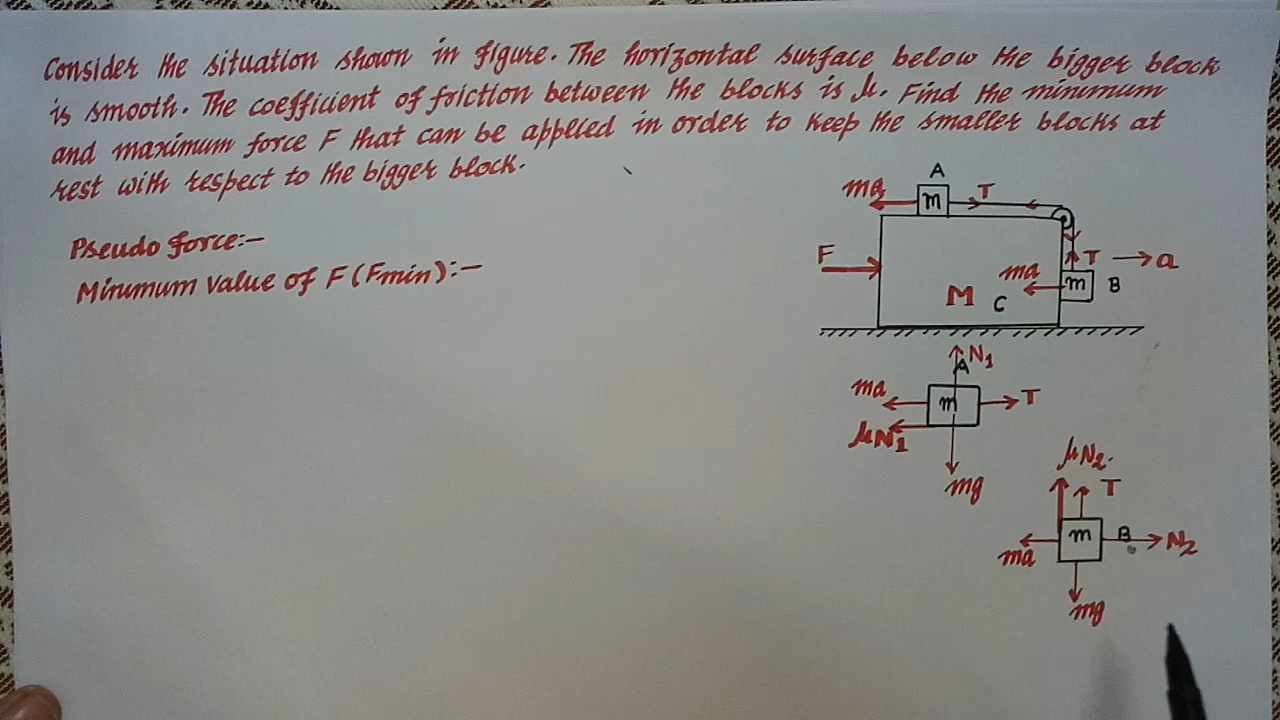 Consider the situation shown in figure. The horizontal surface below the bigger block
is smooth. The coefficient of friction between the blocks is μ. Find the minimum
and maximum force F that can be applied in order to keep the smaller blocks at
rest with respect to the bigger block.
Pseudo force:-
Minimum value of F (Fmin):-
A
ma m T
F
T → a
ma m B
M C
N1
A
ma m T
μN1
mg
μN2
T
m B N2
ma
mg